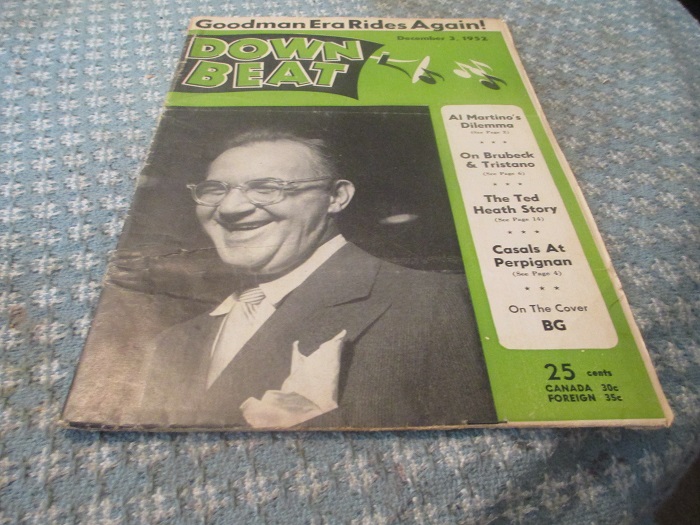 Goodman Era Rides Again!
DOWN
BEAT
December 3, 1952
Al Martino's
Dilemma
(See Page 2)
* * *
On Brubeck
& Tristano
(See Page 6)
* * *
The Ted
Heath Story
(See Page 14)
* * *
Casals At
Perpignan
(See Page 4)
* * *
On The Cover
BG
25 cents
CANADA 30c
FOREIGN 35c